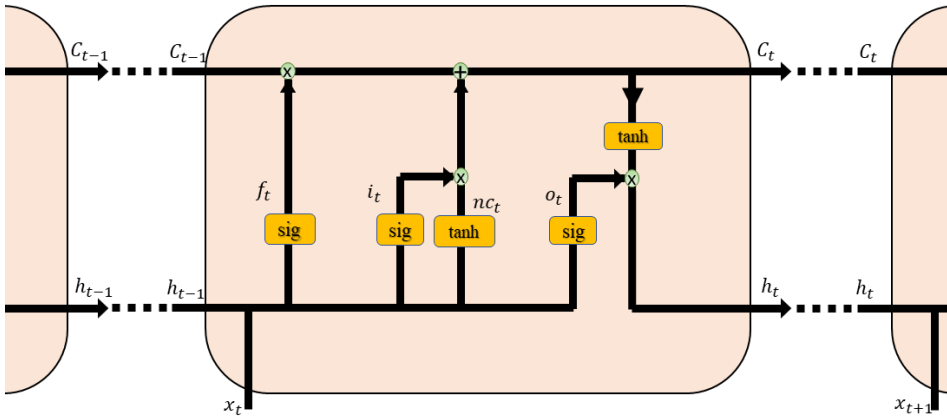 C_{t-1} C_{t-1} C_t C_t
x +
tanh
f_t i_t x nc_t o_t x
sig sig tanh sig
h_{t-1} h_{t-1} h_t h_t
x_t x_{t+1}